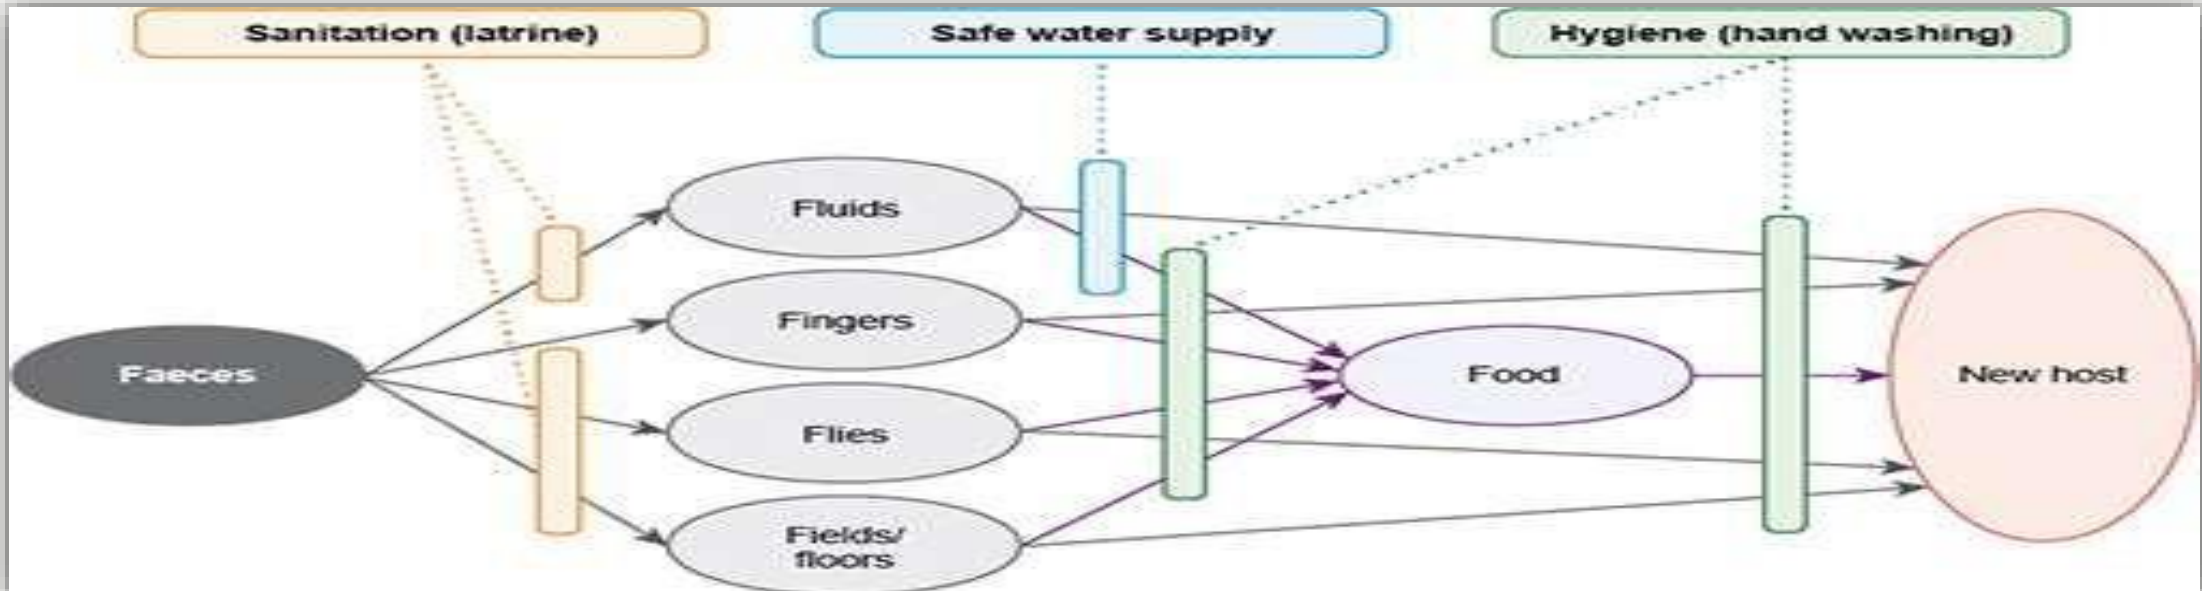 Sanitation (latrine)
Safe water supply
Hygiene (hand washing)
Fluids
Fingers
Faeces
Food
New host
Flies
Fields/
floors